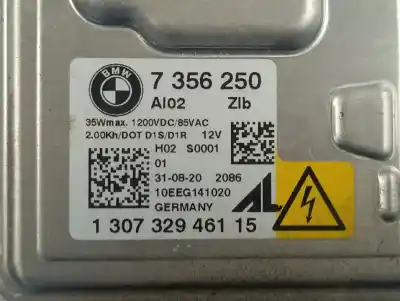 BMW
7 356 250
AI02 Zlb
35Wmax. 1200VDC/85VAC
2.00Kh/DOT D1S/D1R 12V
H02 S0001
01
31-08-20 2086
10EEG141020
GERMANY
AL
1 307 329 461 15